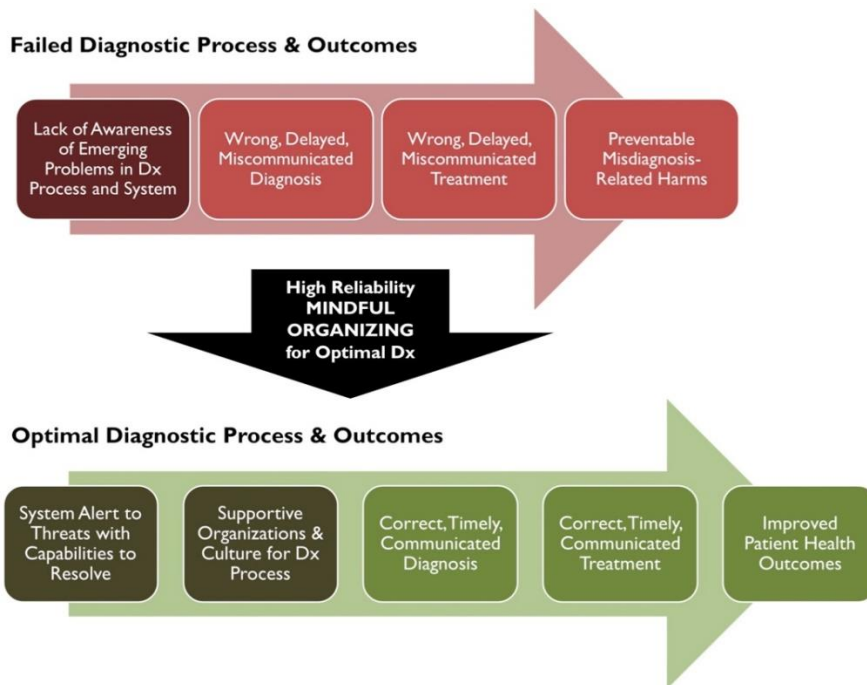 Failed Diagnostic Process & Outcomes
Lack of Awareness
of Emerging
Problems in Dx
Process and System
Wrong, Delayed,
Miscommunicated
Diagnosis
Wrong, Delayed,
Miscommunicated
Treatment
Preventable
Misdiagnosis-
Related Harms
High Reliability
MINDFUL
ORGANIZING
for Optimal Dx
Optimal Diagnostic Process & Outcomes
System Alert to
Threats with
Capabilities to
Resolve
Supportive
Organizations &
Culture for Dx
Process
Correct, Timely,
Communicated
Diagnosis
Correct, Timely,
Communicated
Treatment
Improved
Patient Health
Outcomes